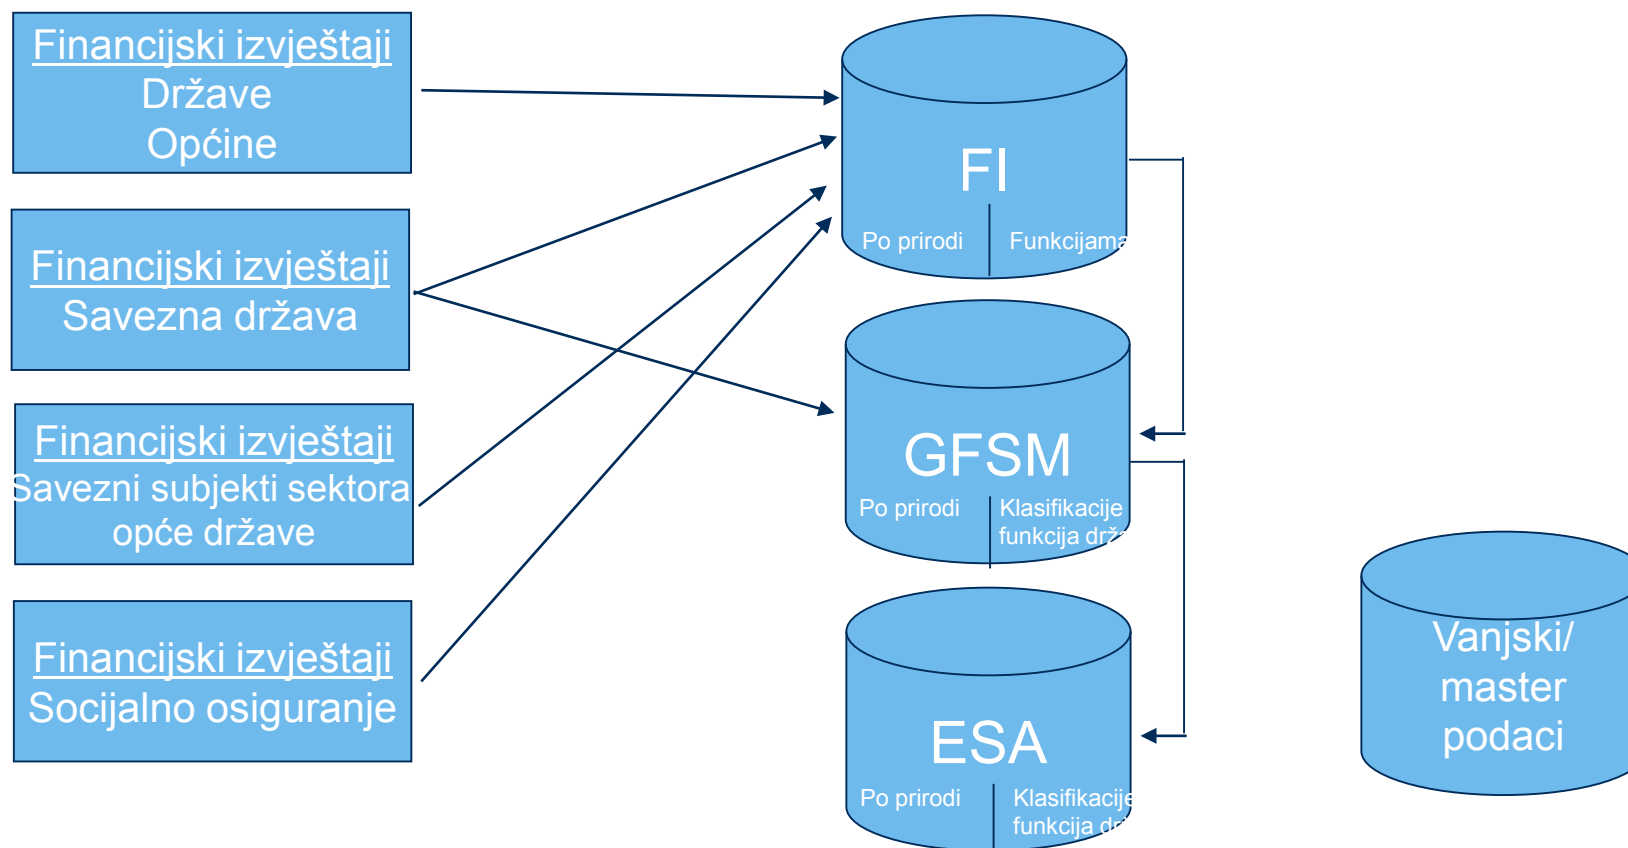 Financijski izvještaji
Države
Općine
Financijski izvještaji
Savezna država
Financijski izvještaji
Savezni subjekti sektora
opće države
Financijski izvještaji
Socijalno osiguranje
FI
Po prirodi
Funkcijama
GFSM
Po prirodi
Klasifikacije
funkcija
ESA
Po prirodi
Klasifikacije
funkcija
Vanjski/
master
podaci